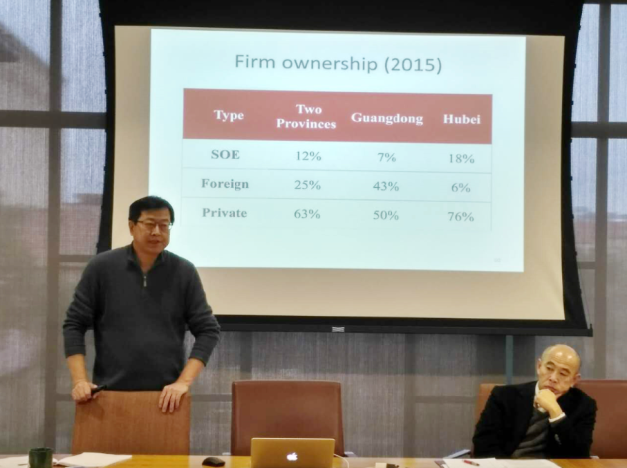 Firm ownership (2015)
Type Two Provinces Guangdong Hubei
SOE 12% 7% 18%
Foreign 25% 43% 6%
Private 63% 50% 76%